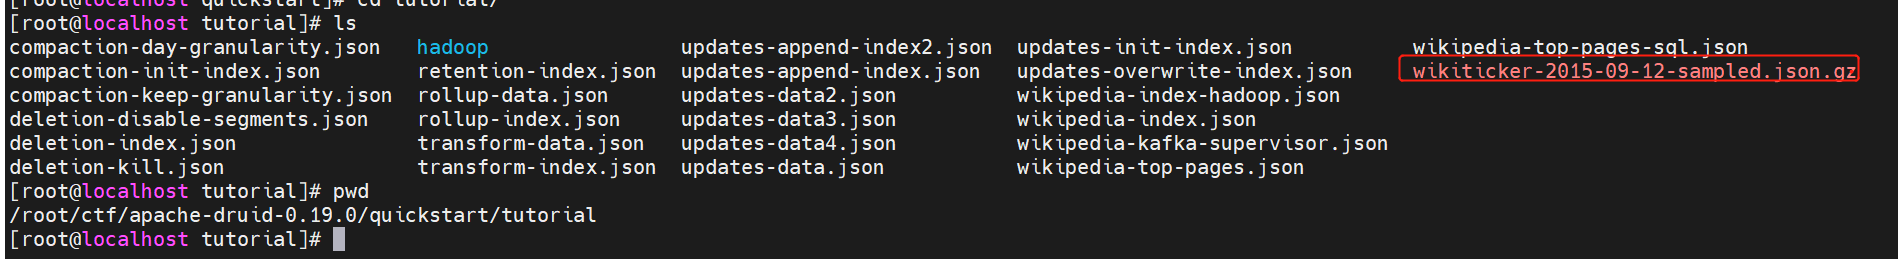 [root@localhost quickstart]# cd tutorial/
[root@localhost tutorial]# ls
compaction-day-granularity.json hadoop updates-append-index2.json updates-init-index.json wikipedia-top-pages-sql.json
compaction-init-index.json retention-index.json updates-append-index.json updates-overwrite-index.json wikiticker-2015-09-12-sampled.json.gz
compaction-keep-granularity.json rollup-data.json updates-data2.json wikipedia-index-hadoop.json
deletion-disable-segments.json rollup-index.json updates-data3.json wikipedia-index.json
deletion-index.json transform-data.json updates-data4.json wikipedia-kafka-supervisor.json
deletion-kill.json transform-index.json updates-data.json wikipedia-top-pages.json
[root@localhost tutorial]# pwd
/root/ctf/apache-druid-0.19.0/quickstart/tutorial
[root@localhost tutorial]#